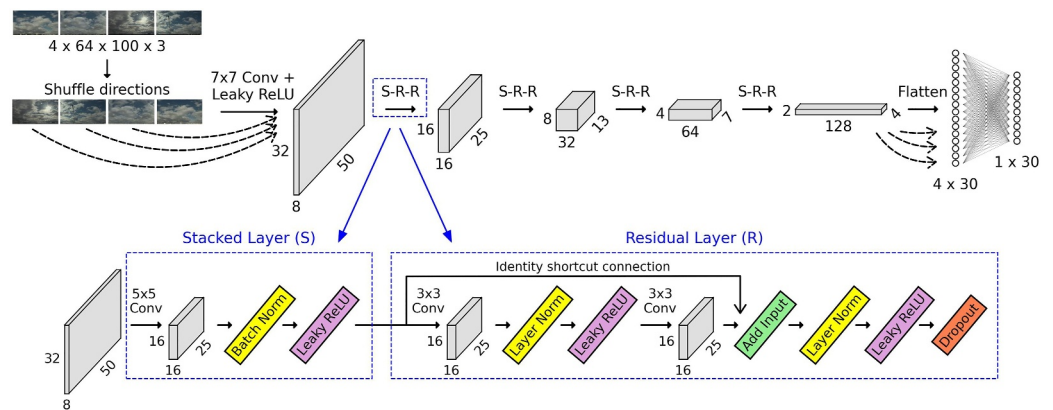 4 x 64 x 100 x 3
Shuffle directions
7x7 Conv +
Leaky ReLU
32
50
8
S-R-R
16
25
16
S-R-R
8
13
32
S-R-R
4
7
64
S-R-R
2
4
128
Flatten
4 x 30
1 x 30
Stacked Layer (S)
32
50
8
5x5
Conv
16
25
16
Batch Norm
Leaky ReLU
Residual Layer (R)
Identity shortcut connection
3x3
Conv
16
25
16
Layer Norm
Leaky ReLU
3x3
Conv
16
25
16
Add Input
Layer Norm
Leaky ReLU
Dropout